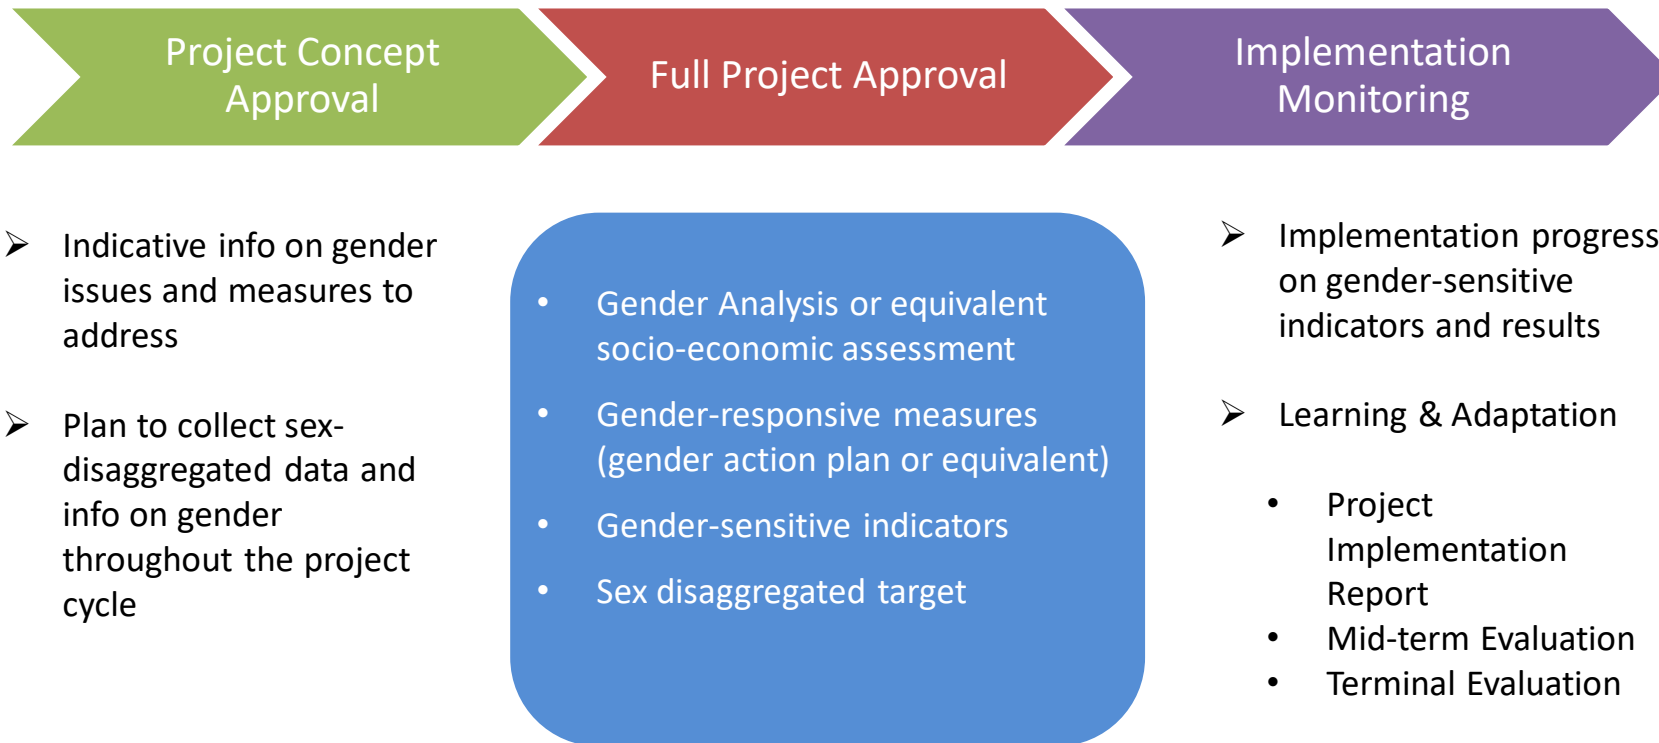 Project Concept
Approval
Full Project Approval
Implementation
Monitoring
➢ Indicative info on gender
issues and measures to
address
➢ Plan to collect sex-
disaggregated data and
info on gender
throughout the project
cycle
• Gender Analysis or equivalent
socio-economic assessment
• Gender-responsive measures
(gender action plan or equivalent)
• Gender-sensitive indicators
• Sex disaggregated target
➢ Implementation progress
on gender-sensitive
indicators and results
➢ Learning & Adaptation
• Project
Implementation
Report
• Mid-term Evaluation
• Terminal Evaluation